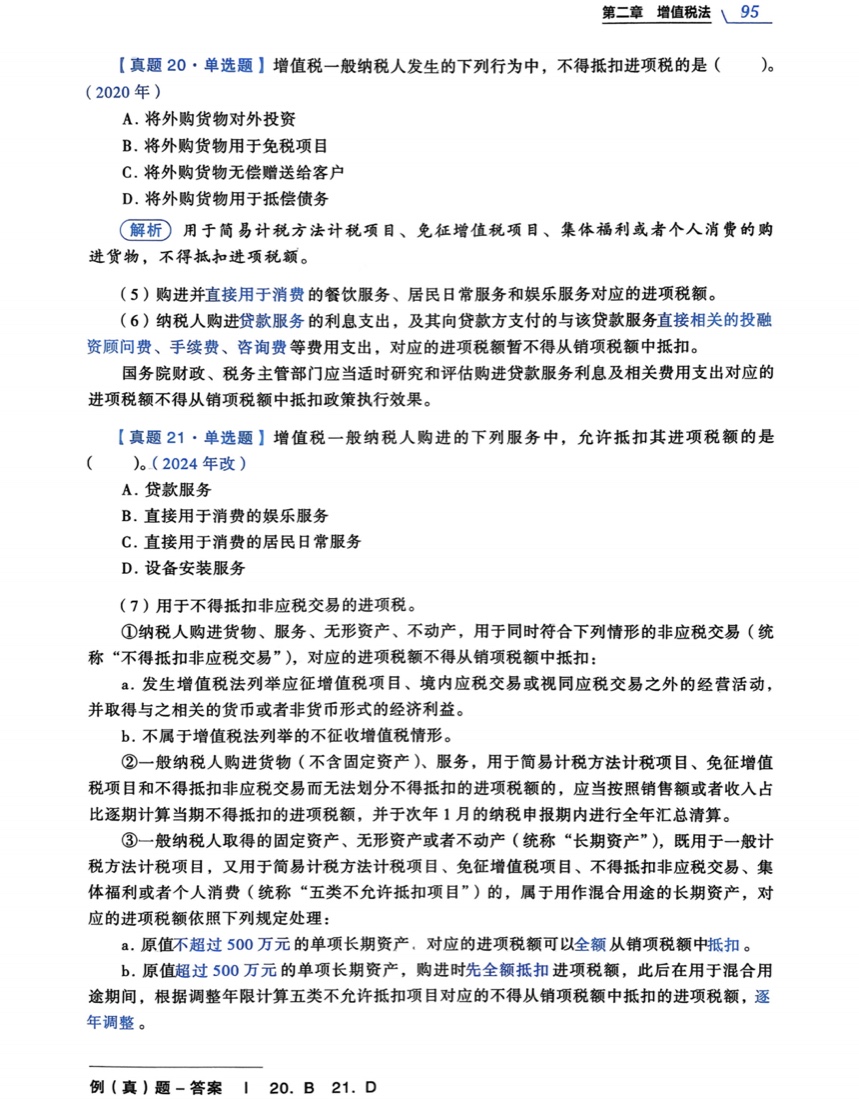 第二章 增值税法 95
【真题 20·单选题】增值税一般纳税人发生的下列行为中，不得抵扣进项税的是（ ）。
（2020 年）
A. 将外购货物对外投资
B. 将外购货物用于免税项目
C. 将外购货物无偿赠送给客户
D. 将外购货物用于抵偿债务
解析 用于简易计税方法计税项目、免征增值税项目、集体福利或者个人消费的购
进货物，不得抵扣进项税额。
（5）购进并直接用于消费的餐饮服务、居民日常服务和娱乐服务对应的进项税额。
（6）纳税人购进贷款服务的利息支出，及其向贷款方支付的与该贷款服务直接相关的投融
资顾问费、手续费、咨询费等费用支出，对应的进项税额暂不得从销项税额中抵扣。
国务院财政、税务主管部门应当适时研究和评估购进贷款服务利息及相关费用支出对应的
进项税额不得从销项税额中抵扣政策执行效果。
【真题 21·单选题】增值税一般纳税人购进的下列服务中，允许抵扣其进项税额的是
（ ）。（2024 年改）
A. 贷款服务
B. 直接用于消费的娱乐服务
C. 直接用于消费的居民日常服务
D. 设备安装服务
（7）用于不得抵扣非应税交易的进项税。
①纳税人购进货物、服务、无形资产、不动产，用于同时符合下列情形的非应税交易（统
称“不得抵扣非应税交易”），对应的进项税额不得从销项税额中抵扣：
a. 发生增值税法列举应征增值税项目、境内应税交易或视同应税交易之外的经营活动，
并取得与之相关的货币或者非货币形式的经济利益。
b. 不属于增值税法列举的不征收增值税情形。
②一般纳税人购进货物（不含固定资产）、服务，用于简易计税方法计税项目、免征增值
税项目和不得抵扣非应税交易而无法划分不得抵扣的进项税额的，应当按照销售额或者收入占
比逐期计算当期不得抵扣的进项税额，并于次年 1 月的纳税申报期内进行全年汇总清算。
③一般纳税人取得的固定资产、无形资产或者不动产（统称“长期资产”），既用于一般计
税方法计税项目，又用于简易计税方法计税项目、免征增值税项目、不得抵扣非应税交易、集
体福利或者个人消费（统称“五类不允许抵扣项目”）的，属于用作混合用途的长期资产，对
应的进项税额依照下列规定处理：
a. 原值不超过 500 万元的单项长期资产，对应的进项税额可以全额从销项税额中抵扣。
b. 原值超过 500 万元的单项长期资产，购进时先全额抵扣进项税额，此后在用于混合用
途期间，根据调整年限计算五类不允许抵扣项目对应的不得从销项税额中抵扣的进项税额，逐
年调整。
例（真）题－答案 | 20. B 21. D